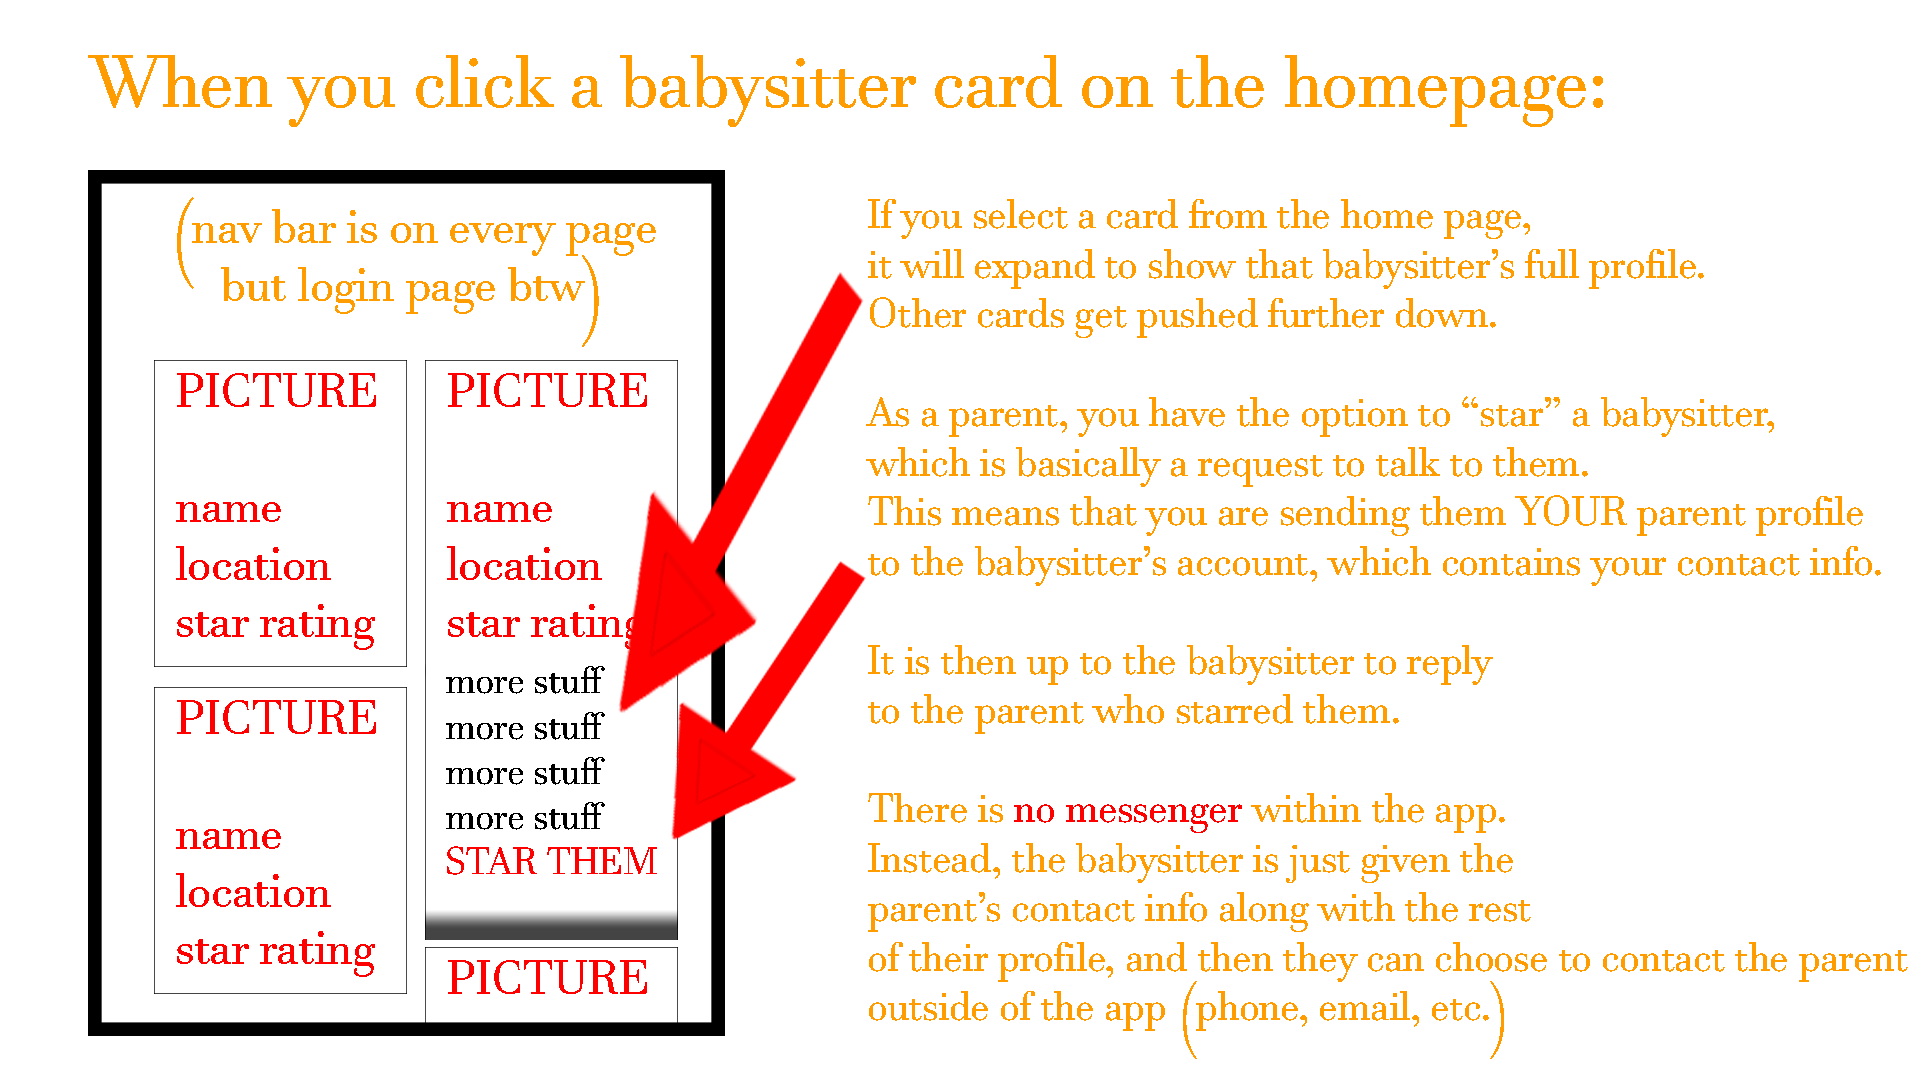 When you click a babysitter card on the homepage:
(nav bar is on every page
but login page btw)
PICTURE
name
location
star rating
PICTURE
name
location
star rating
PICTURE
name
location
star rating
more stuff
more stuff
more stuff
more stuff
STAR THEM
PICTURE
If you select a card from the home page,
it will expand to show that babysitter’s full profile.
Other cards get pushed further down.
As a parent, you have the option to “star” a babysitter,
which is basically a request to talk to them.
This means that you are sending them YOUR parent profile
to the babysitter’s account, which contains your contact info.
It is then up to the babysitter to reply
to the parent who starred them.
There is no messenger within the app.
Instead, the babysitter is just given the
parent’s contact info along with the rest
of their profile, and then they can choose to contact the parent
outside of the app (phone, email, etc.)